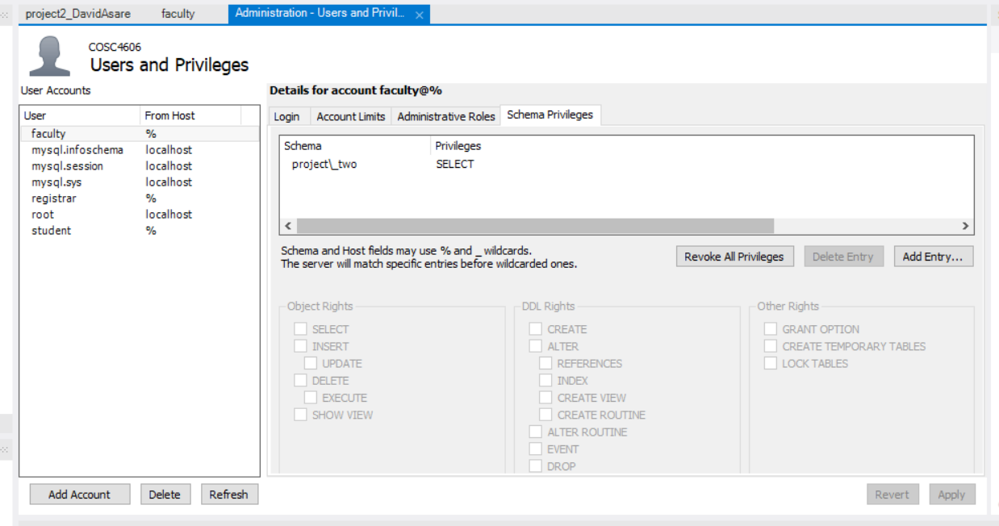 project2_DavidAsare faculty Administration - Users and Privil...
COSC4606
Users and Privileges
User Accounts
User From Host
faculty %
mysql.infoschema localhost
mysql.session localhost
mysql.sys localhost
registrar %
root localhost
student %
Add Account Delete Refresh
Details for account faculty@%
Login Account Limits Administrative Roles Schema Privileges
Schema Privileges
project\_two SELECT
Schema and Host fields may use % and _ wildcards.
The server will match specific entries before wildcarded ones.
Revoke All Privileges Delete Entry Add Entry...
Object Rights
SELECT
INSERT
UPDATE
DELETE
EXECUTE
SHOW VIEW
DDL Rights
CREATE
ALTER
REFERENCES
INDEX
CREATE VIEW
CREATE ROUTINE
ALTER ROUTINE
EVENT
DROP
Other Rights
GRANT OPTION
CREATE TEMPORARY TABLES
LOCK TABLES
Revert Apply